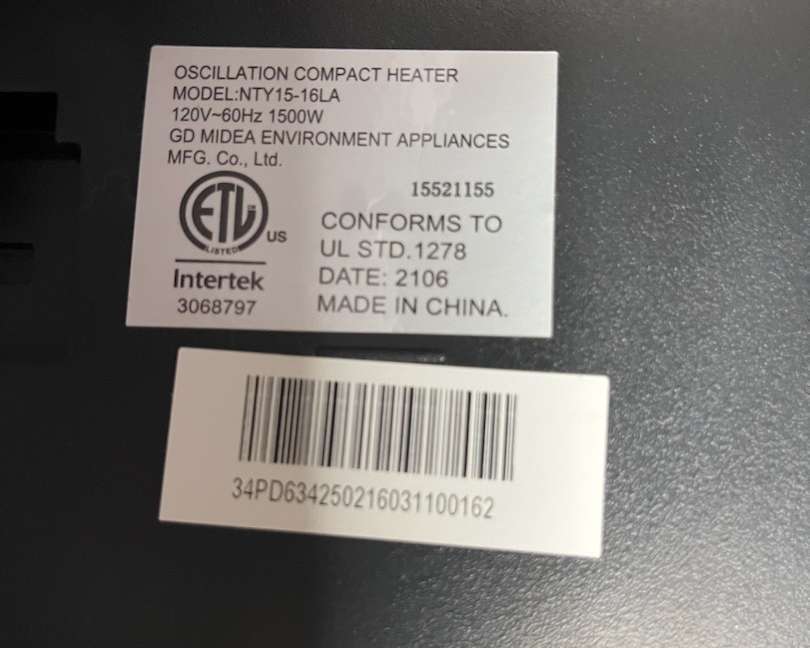 OSCILLATION COMPACT HEATER
MODEL:NTY15-16LA
120V~60Hz 1500W
GD MIDEA ENVIRONMENT APPLIANCES
MFG. Co., Ltd.
15521155
ETL
LISTED
US
Intertek
3068797
CONFORMS TO
UL STD.1278
DATE: 2106
MADE IN CHINA.
34PD634250216031100162